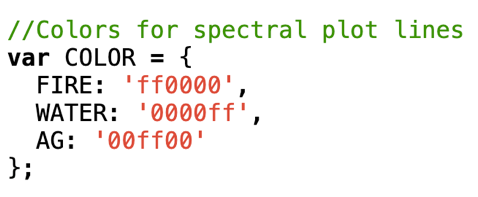 //Colors for spectral plot lines
var COLOR = {
  FIRE: 'ff0000',
  WATER: '0000ff',
  AG: '00ff00'
};